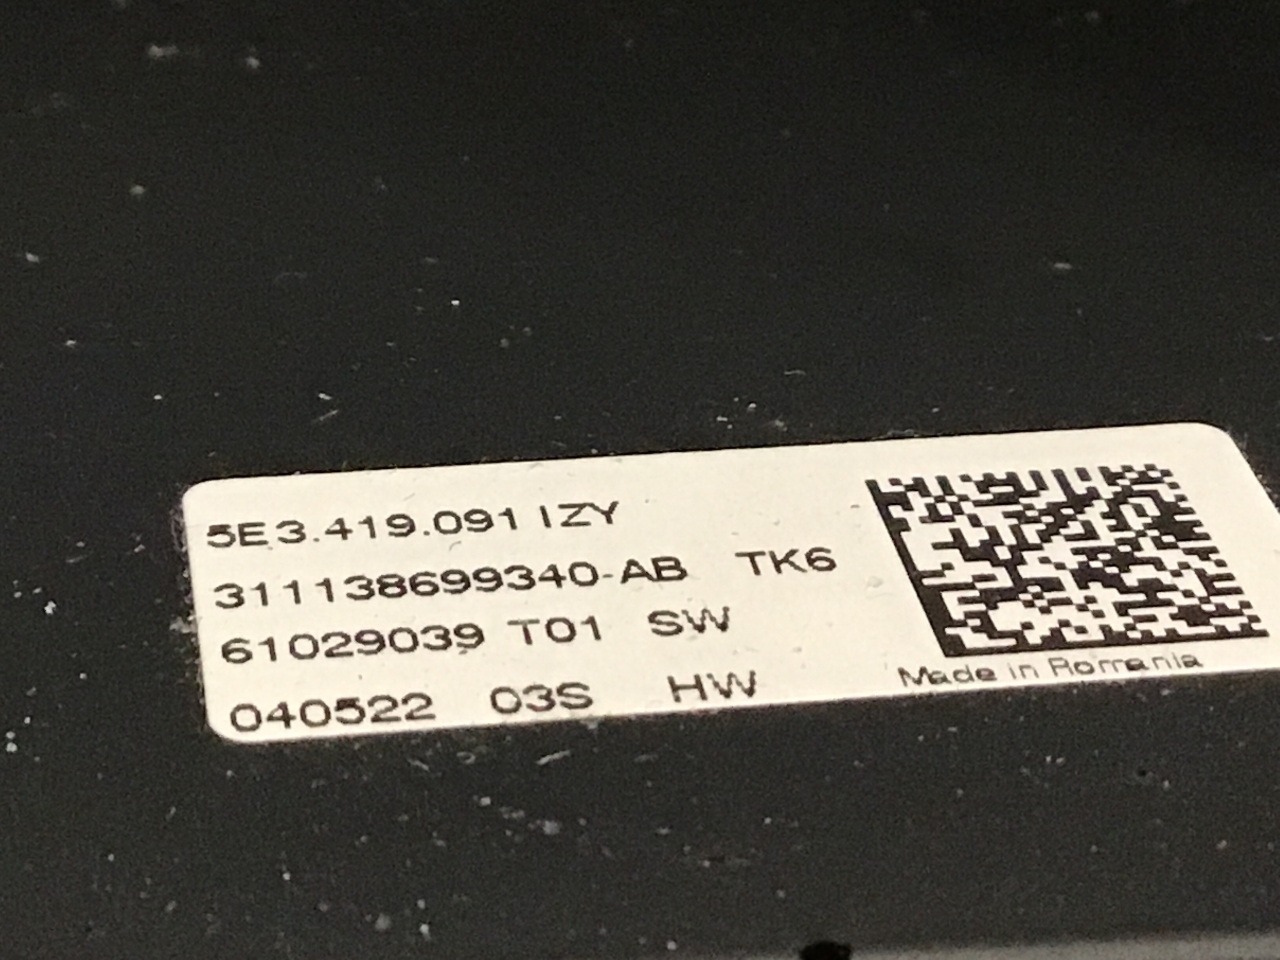 5E3.419.091 IZY
311138699340-AB TK6
61029039 T01 SW
040522 03S HW
Made in Romania